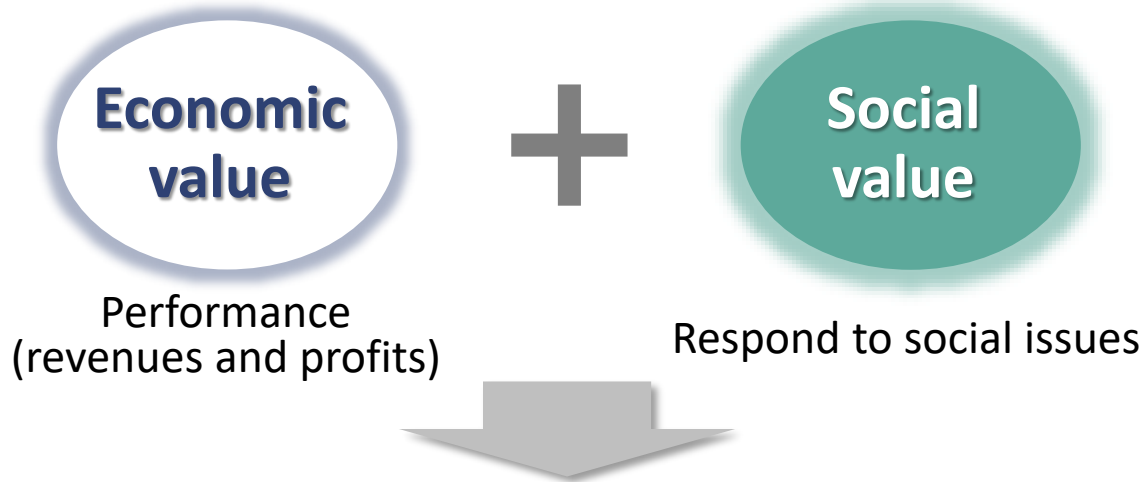 Economic
value
+
Social
value
Performance
(revenues and profits)
Respond to social issues